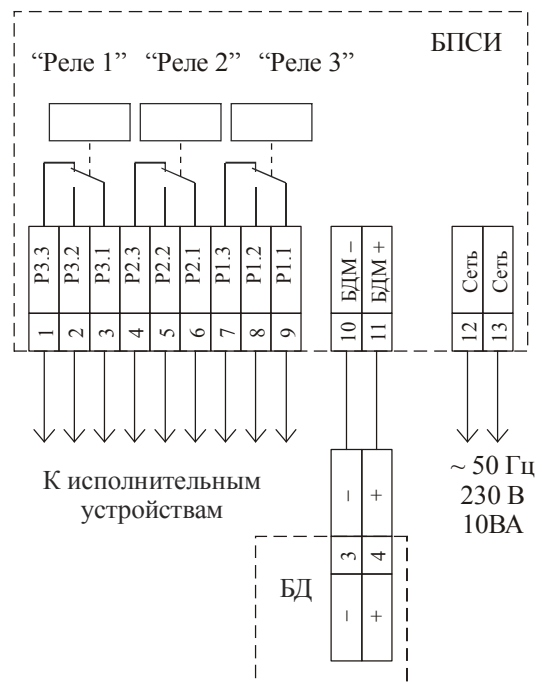 БПСИ
“Реле 1” “Реле 2” “Реле 3”
Р3.3 Р3.2 Р3.1 Р2.3 Р2.2 Р2.1 Р1.3 Р1.2 Р1.1
БДМ – БДМ +
Сеть Сеть
1 2 3 4 5 6 7 8 9
10 11
12 13
К исполнительным
устройствам
~ 50 Гц
230 В
10ВА
– +
3 4
БД
– +